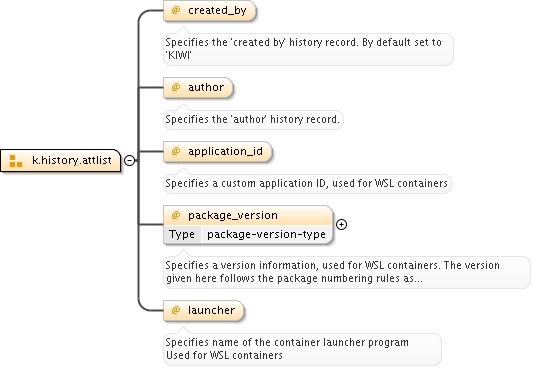 @ created_by
Specifies the 'created by' history record. By default set to
'KIWI'
@ author
Specifies the 'author' history record.
k.history.attlist
@ application_id
Specifies a custom application ID, used for WSL containers
@ package_version
Type package-version-type
Specifies a version information, used for WSL containers. The version
given here follows the package numbering rules as...
@ launcher
Specifies name of the container launcher program
Used for WSL containers